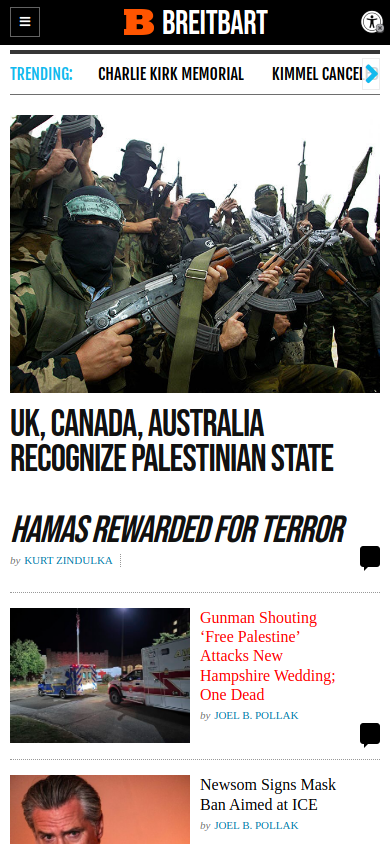 BREITBART
TRENDING:
CHARLIE KIRK MEMORIAL
KIMMEL CANCEL
UK, CANADA, AUSTRALIA
RECOGNIZE PALESTINIAN STATE
HAMAS REWARDED FOR TERROR
by KURT ZINDULKA
Gunman Shouting
‘Free Palestine’
Attacks New
Hampshire Wedding;
One Dead
by JOEL B. POLLAK
Newsom Signs Mask
Ban Aimed at ICE
by JOEL B. POLLAK